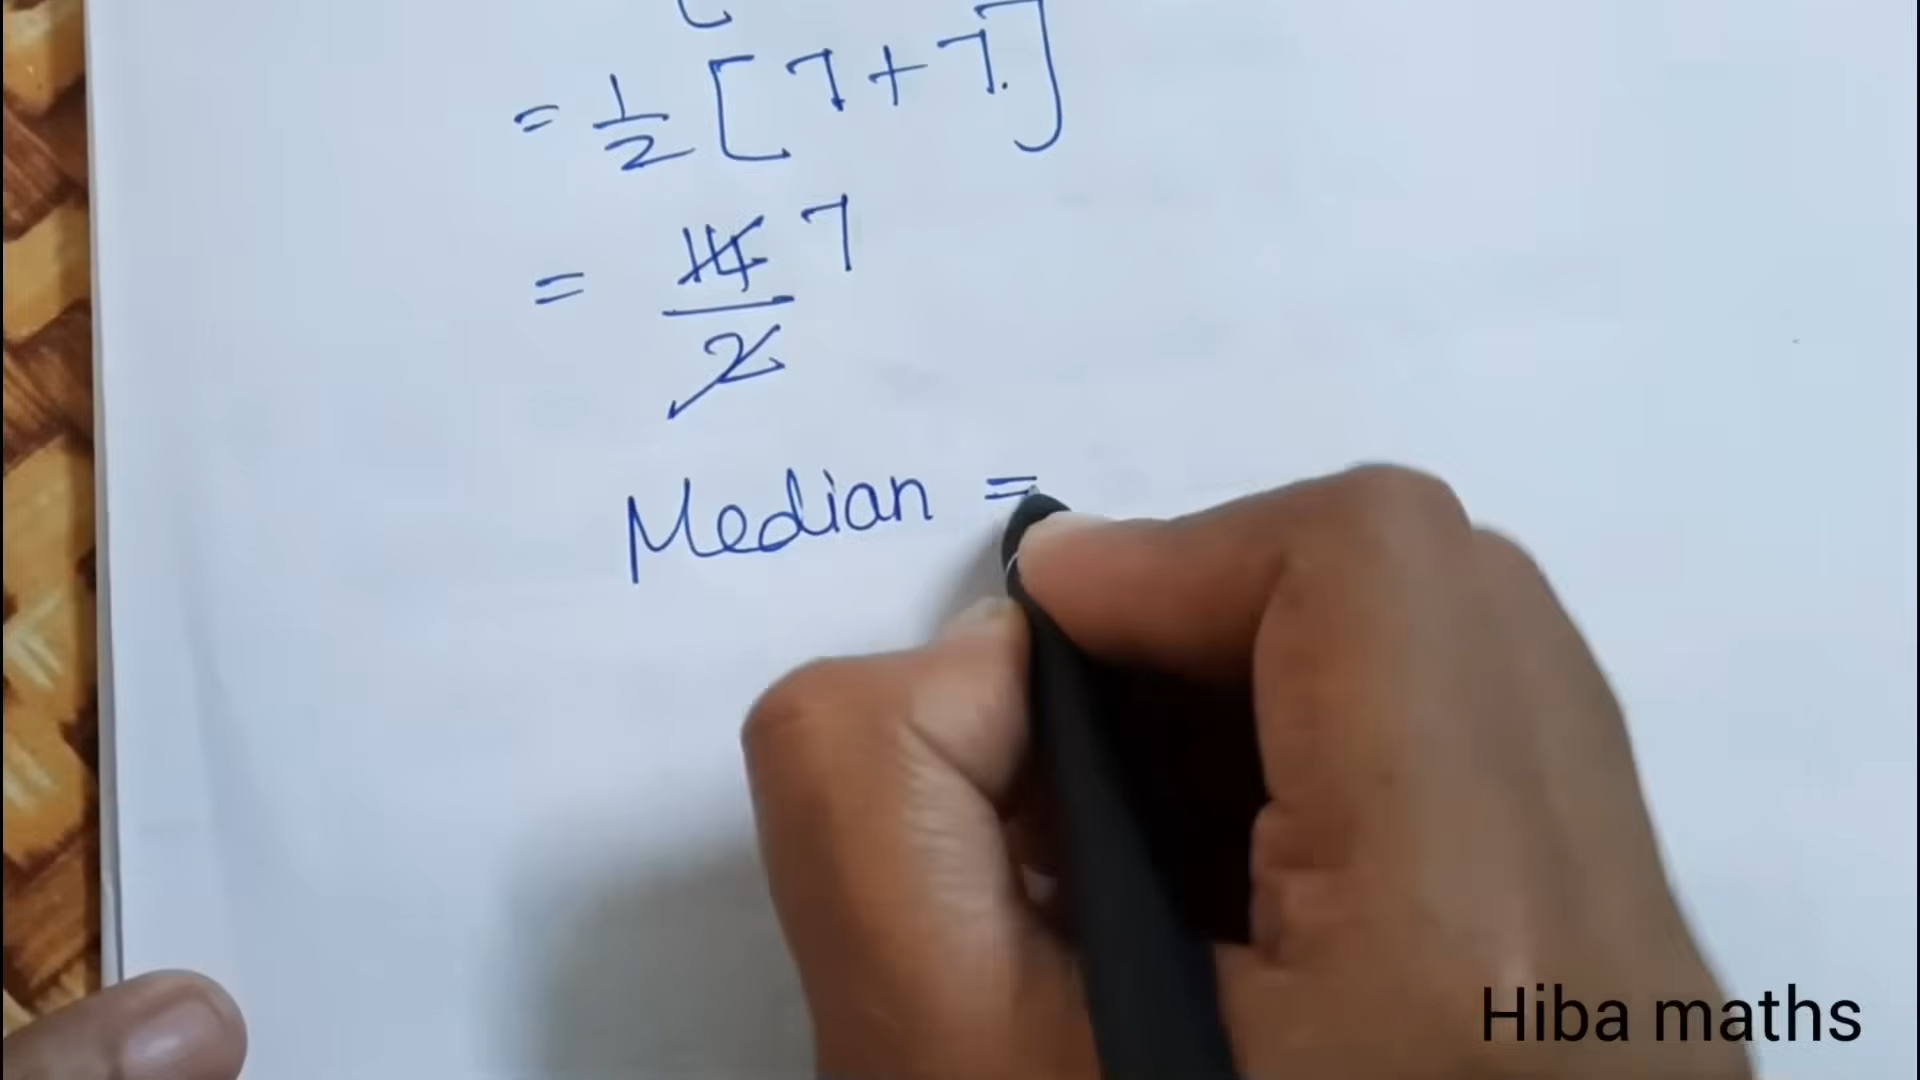 = 1/2 [7+7.]
= 14/2 7
Median =
Hiba maths